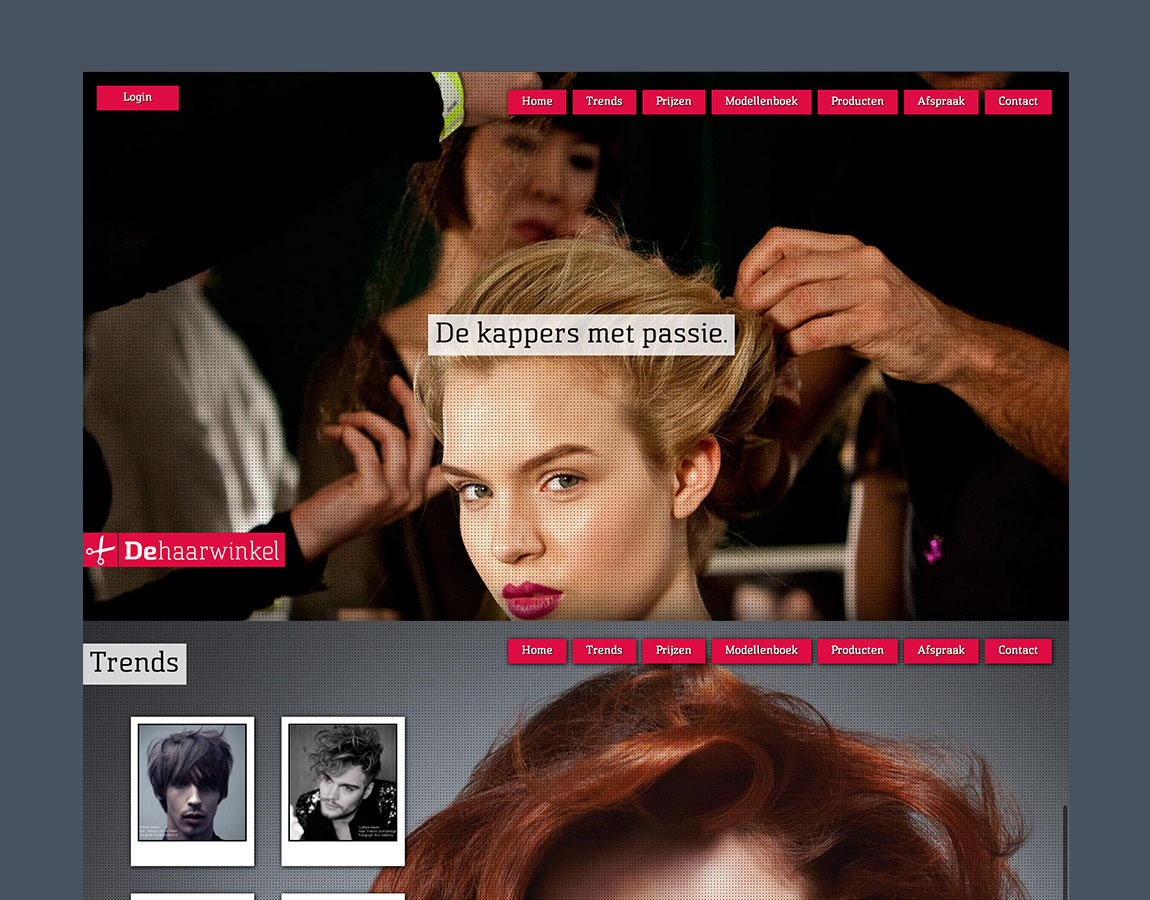 Login
Home Trends Prijzen Modellenboek Producten Afspraak Contact
De kappers met passie.
Dehaarwinkel
Trends
Home Trends Prijzen Modellenboek Producten Afspraak Contact